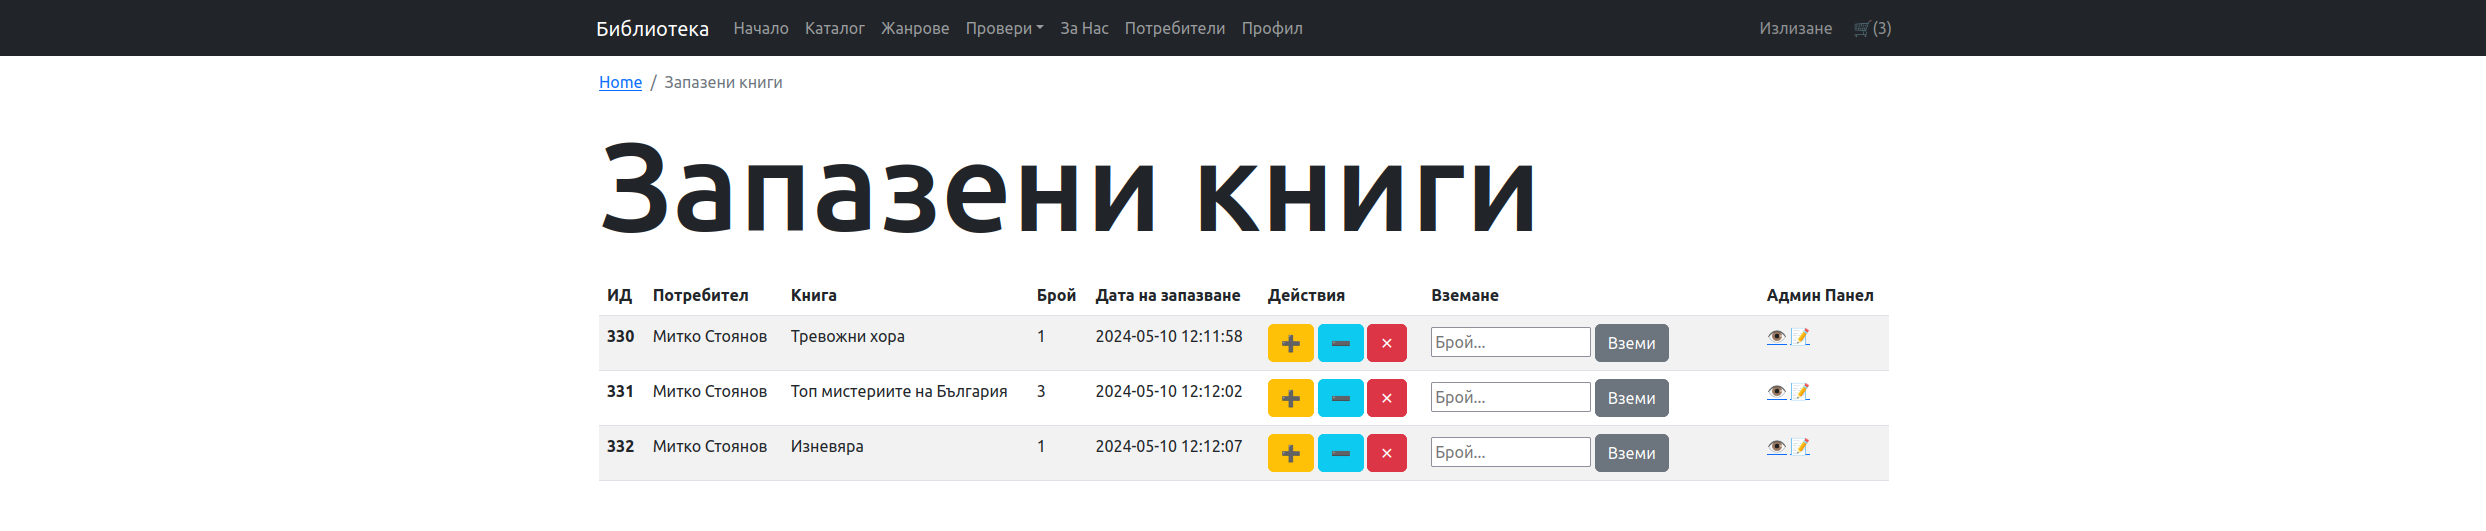 Библиотека Начало Каталог Жанрове Провери За Нас Потребители Профил Излизане 🛒(3)
Home / Запазени книги
Запазени книги
ИД Потребител Книга Брой Дата на запазване Действия Вземане Админ Панел
330 Митко Стоянов Тревожни хора 1 2024-05-10 12:11:58 ➕ ➖ × Брой... Вземи 👁️ 📝
331 Митко Стоянов Топ мистериите на България 3 2024-05-10 12:12:02 ➕ ➖ × Брой... Вземи 👁️ 📝
332 Митко Стоянов Изневяра 1 2024-05-10 12:12:07 ➕ ➖ × Брой... Вземи 👁️ 📝